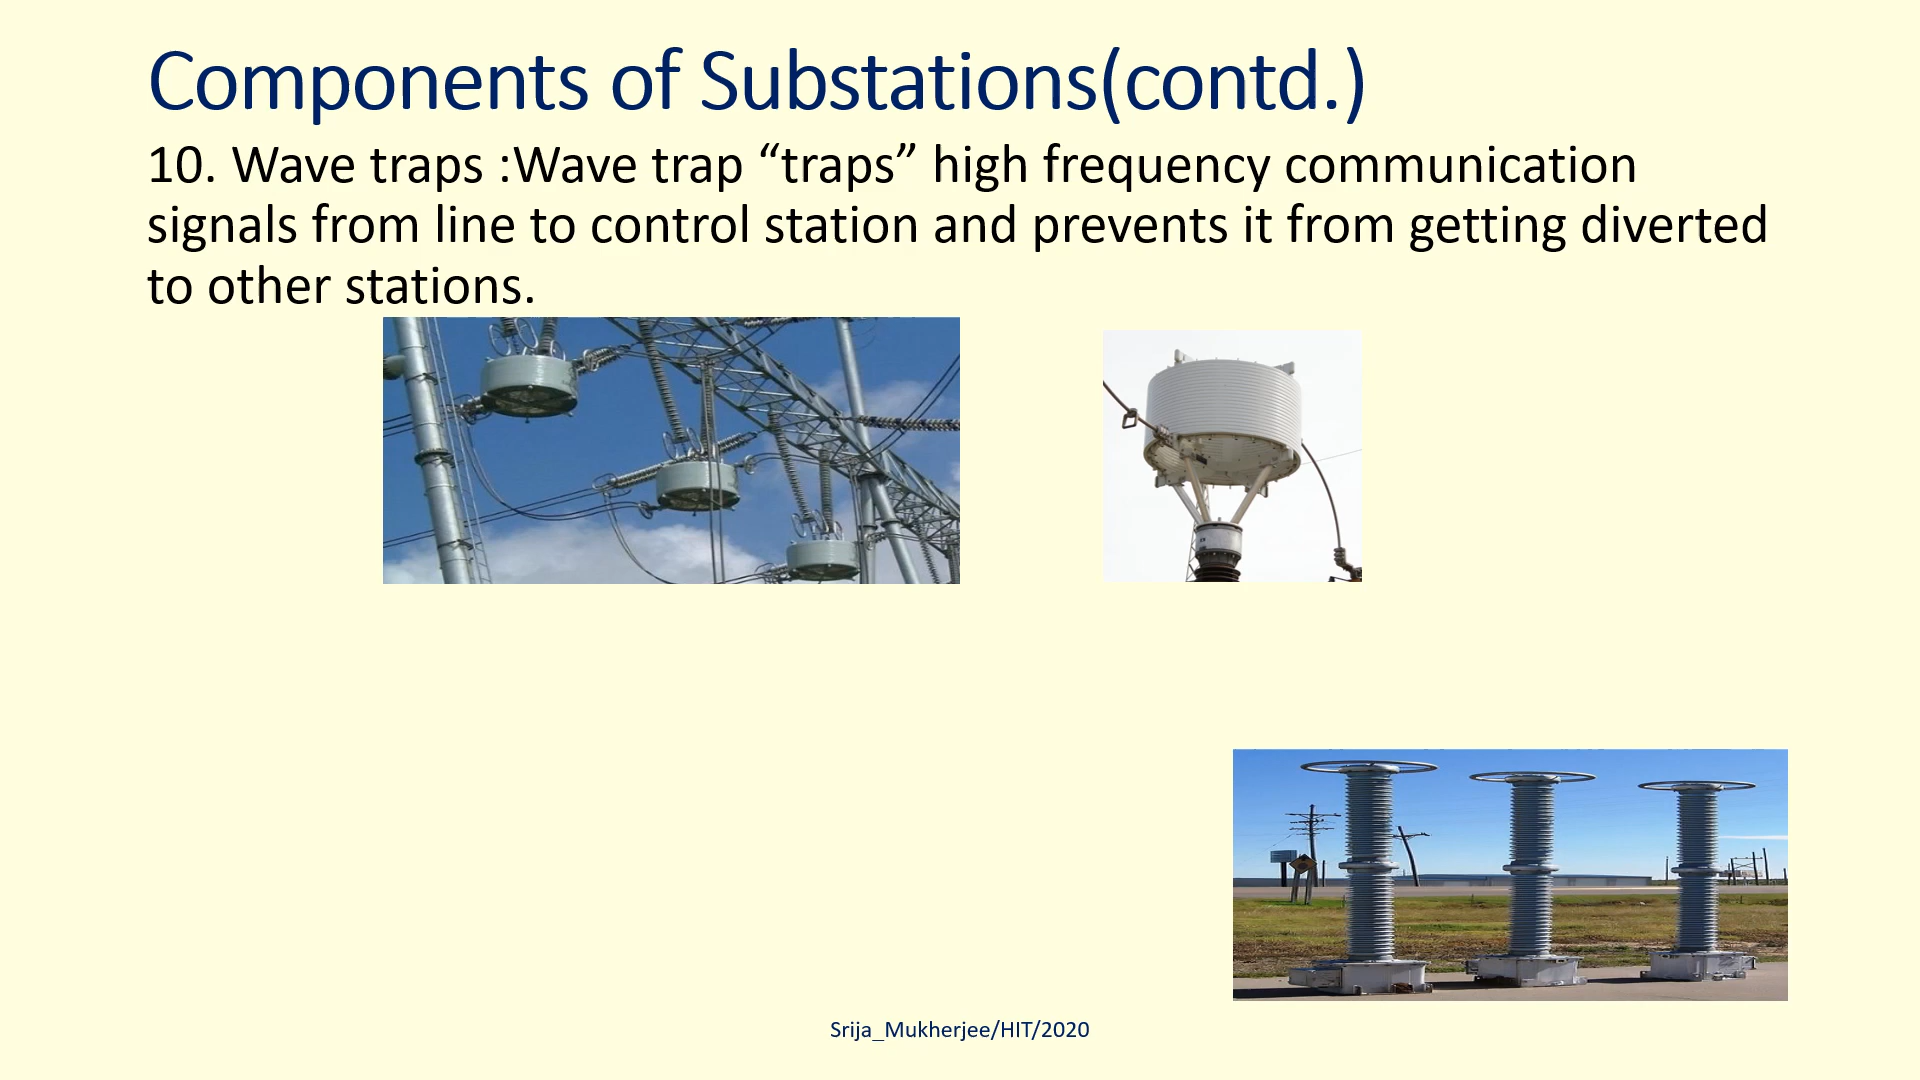 Components of Substations(contd.)
10. Wave traps :Wave trap “traps” high frequency communication
signals from line to control station and prevents it from getting diverted
to other stations.
Srija_Mukherjee/HIT/2020